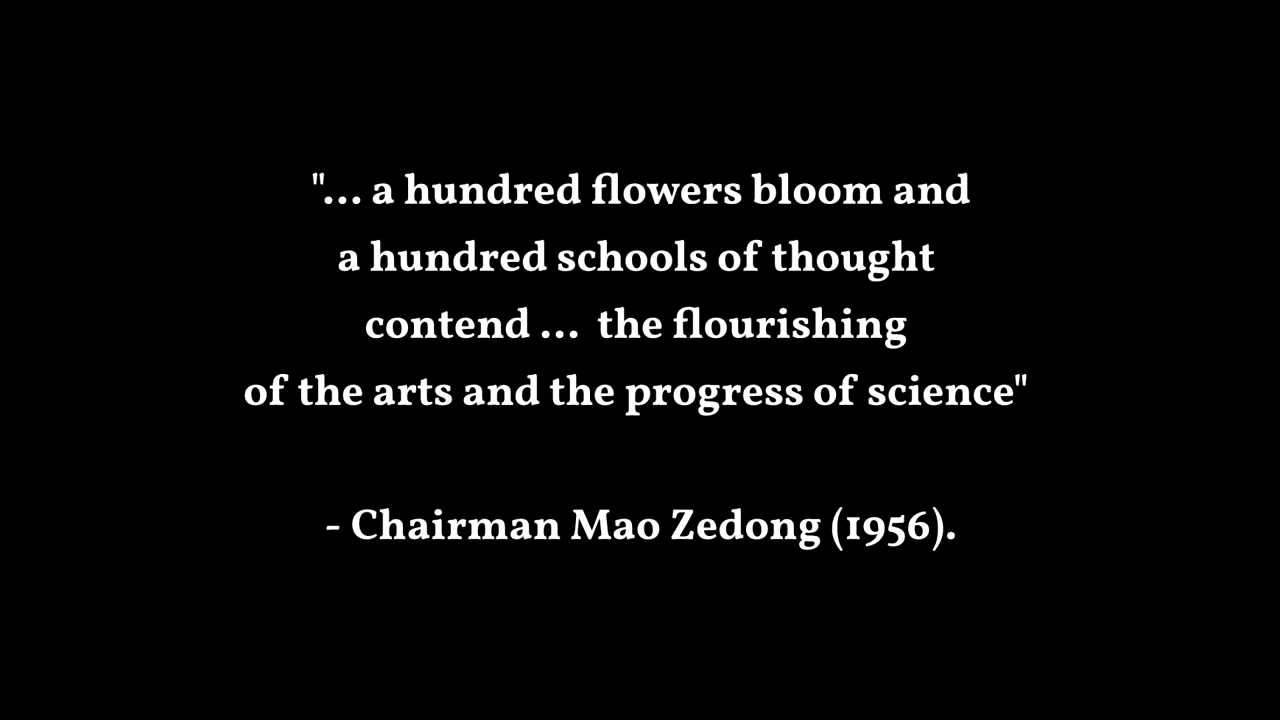 "... a hundred flowers bloom and
a hundred schools of thought
contend ...  the flourishing
of the arts and the progress of science"
- Chairman Mao Zedong (1956).